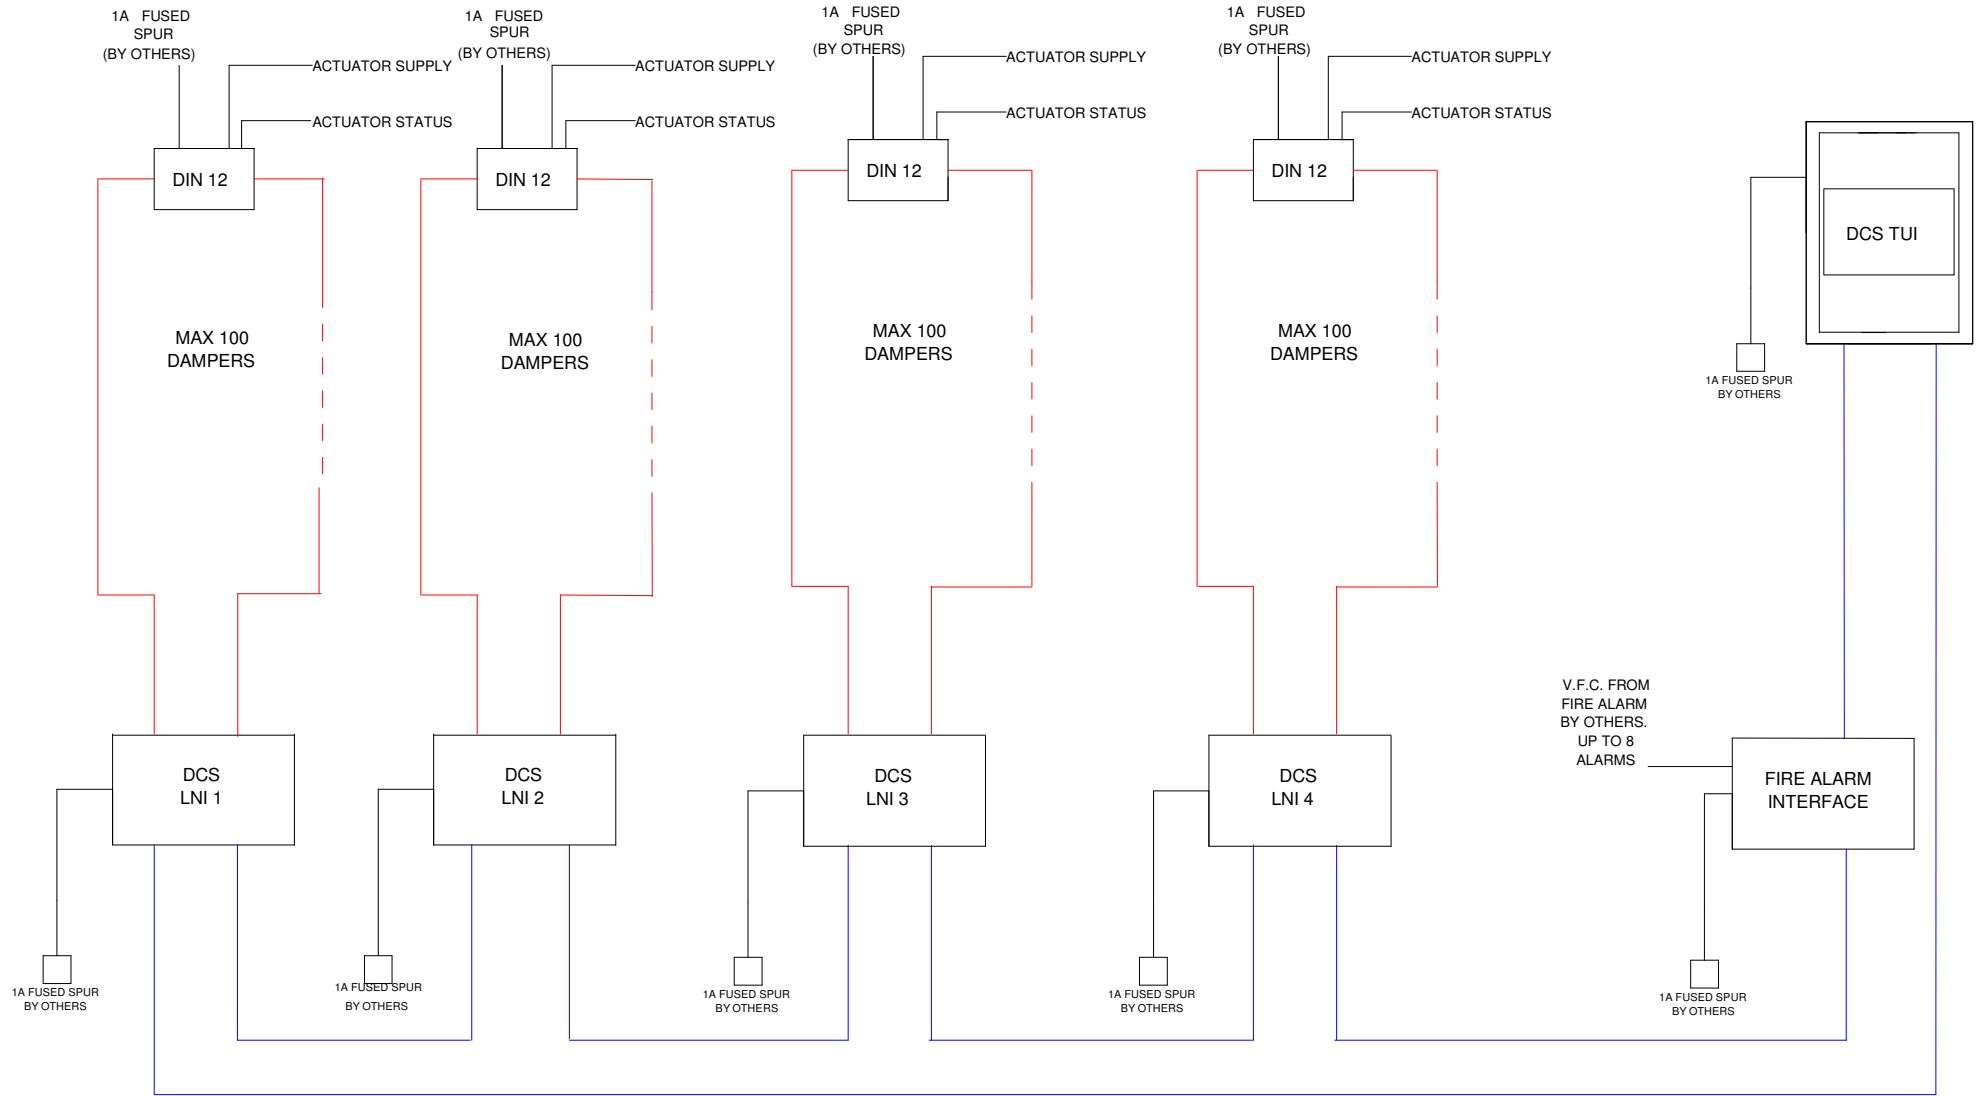 1A FUSED
SPUR
(BY OTHERS)
ACTUATOR SUPPLY
ACTUATOR STATUS
DIN 12
MAX 100
DAMPERS
1A FUSED
SPUR
(BY OTHERS)
ACTUATOR SUPPLY
ACTUATOR STATUS
DIN 12
MAX 100
DAMPERS
1A FUSED
SPUR
(BY OTHERS)
ACTUATOR SUPPLY
ACTUATOR STATUS
DIN 12
MAX 100
DAMPERS
1A FUSED
SPUR
(BY OTHERS)
ACTUATOR SUPPLY
ACTUATOR STATUS
DIN 12
MAX 100
DAMPERS
DCS TUI
1A FUSED SPUR
BY OTHERS
DCS
LNI 1
1A FUSED SPUR
BY OTHERS
DCS
LNI 2
1A FUSED SPUR
BY OTHERS
DCS
LNI 3
1A FUSED SPUR
BY OTHERS
DCS
LNI 4
1A FUSED SPUR
BY OTHERS
V.F.C. FROM
FIRE ALARM
BY OTHERS.
UP TO 8
ALARMS
FIRE ALARM
INTERFACE
1A FUSED SPUR
BY OTHERS